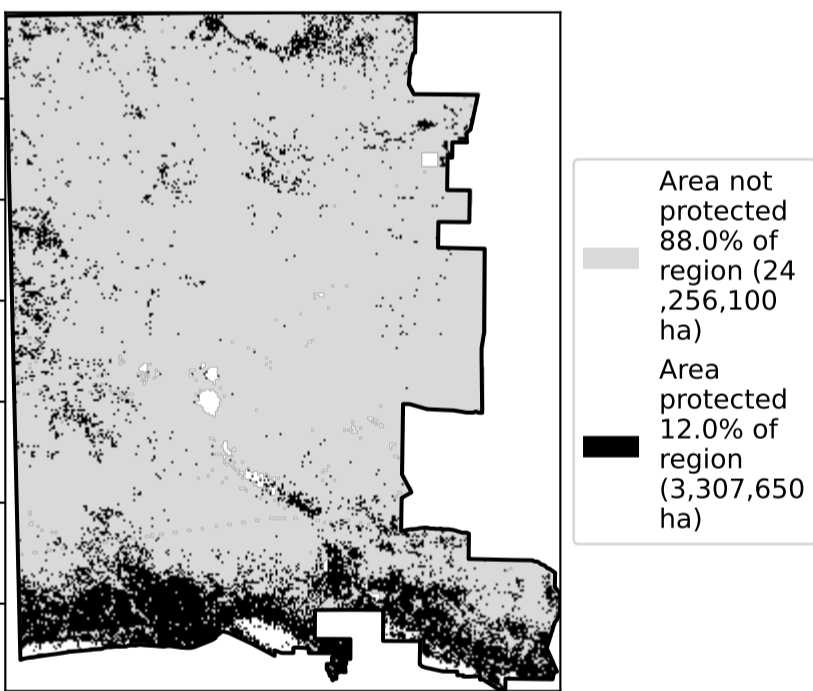 Area not
protected
88.0% of
region (24
,256,100
ha)
Area
protected
12.0% of
region
(3,307,650
ha)